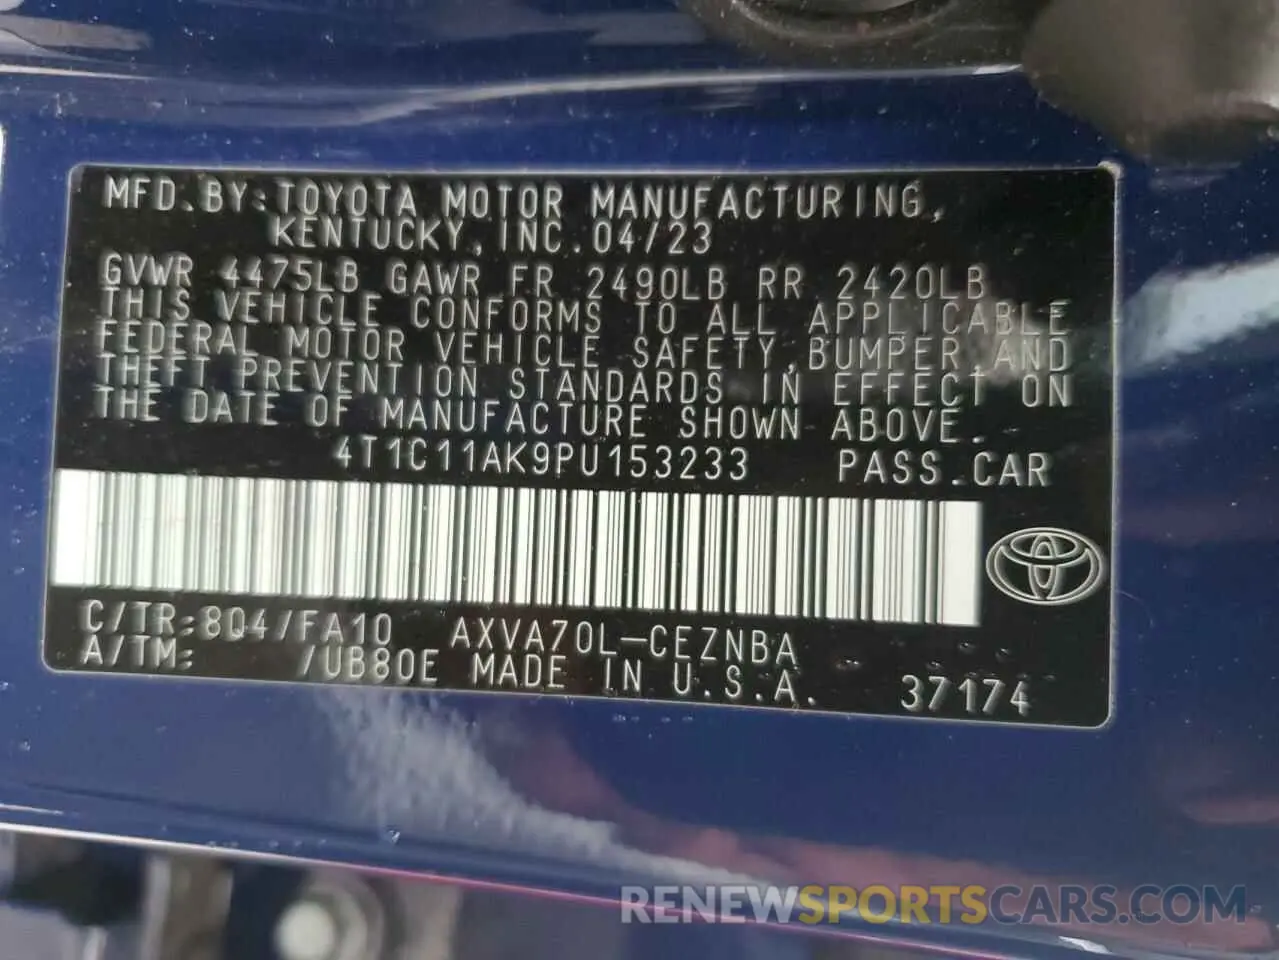 MFD.BY:TOYOTA MOTOR MANUFACTURING,
KENTUCKY, INC. 04/23
GVWR 4475LB GAWR FR 2490LB RR 2420LB
THIS VEHICLE CONFORMS TO ALL APPLICABLE
FEDERAL MOTOR VEHICLE SAFETY, BUMPER, AND
THEFT PREVENTION STANDARDS IN EFFECT ON
THE DATE OF MANUFACTURE SHOWN ABOVE.
4T1C11AK9PU153233 PASS.CAR
C/TR:8Q4/FA10 AXVA70L-CEZNBA
A/TM: /UB80E MADE IN U.S.A. 37174
RENEWSPORTSCARS.COM